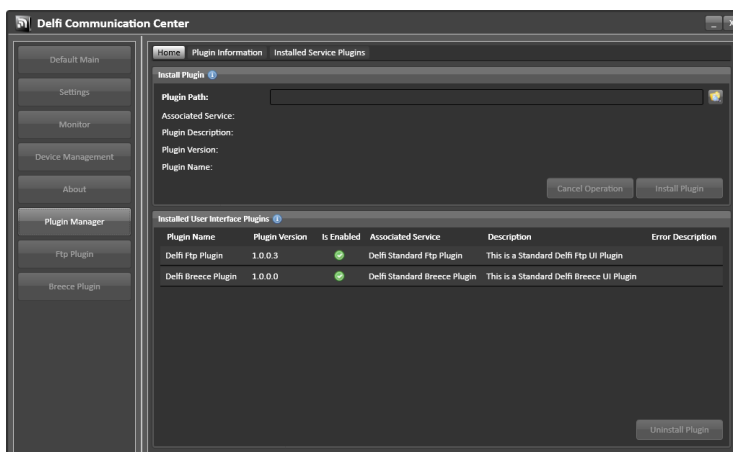 Delfi Communication Center
Default Main
Settings
Monitor
Device Management
About
Plugin Manager
Ftp Plugin
Breece Plugin
Home Plugin Information Installed Service Plugins
Install Plugin
Plugin Path:
Associated Service:
Plugin Description:
Plugin Version:
Plugin Name:
Cancel Operation Install Plugin
Installed User Interface Plugins
Plugin Name Plugin Version Is Enabled Associated Service Description Error Description
Delfi Ftp Plugin 1.0.0.3 Delfi Standard Ftp Plugin This is a Standard Delfi Ftp UI Plugin
Delfi Breece Plugin 1.0.0.0 Delfi Standard Breece Plugin This is a Standard Delfi Breece UI Plugin
Uninstall Plugin